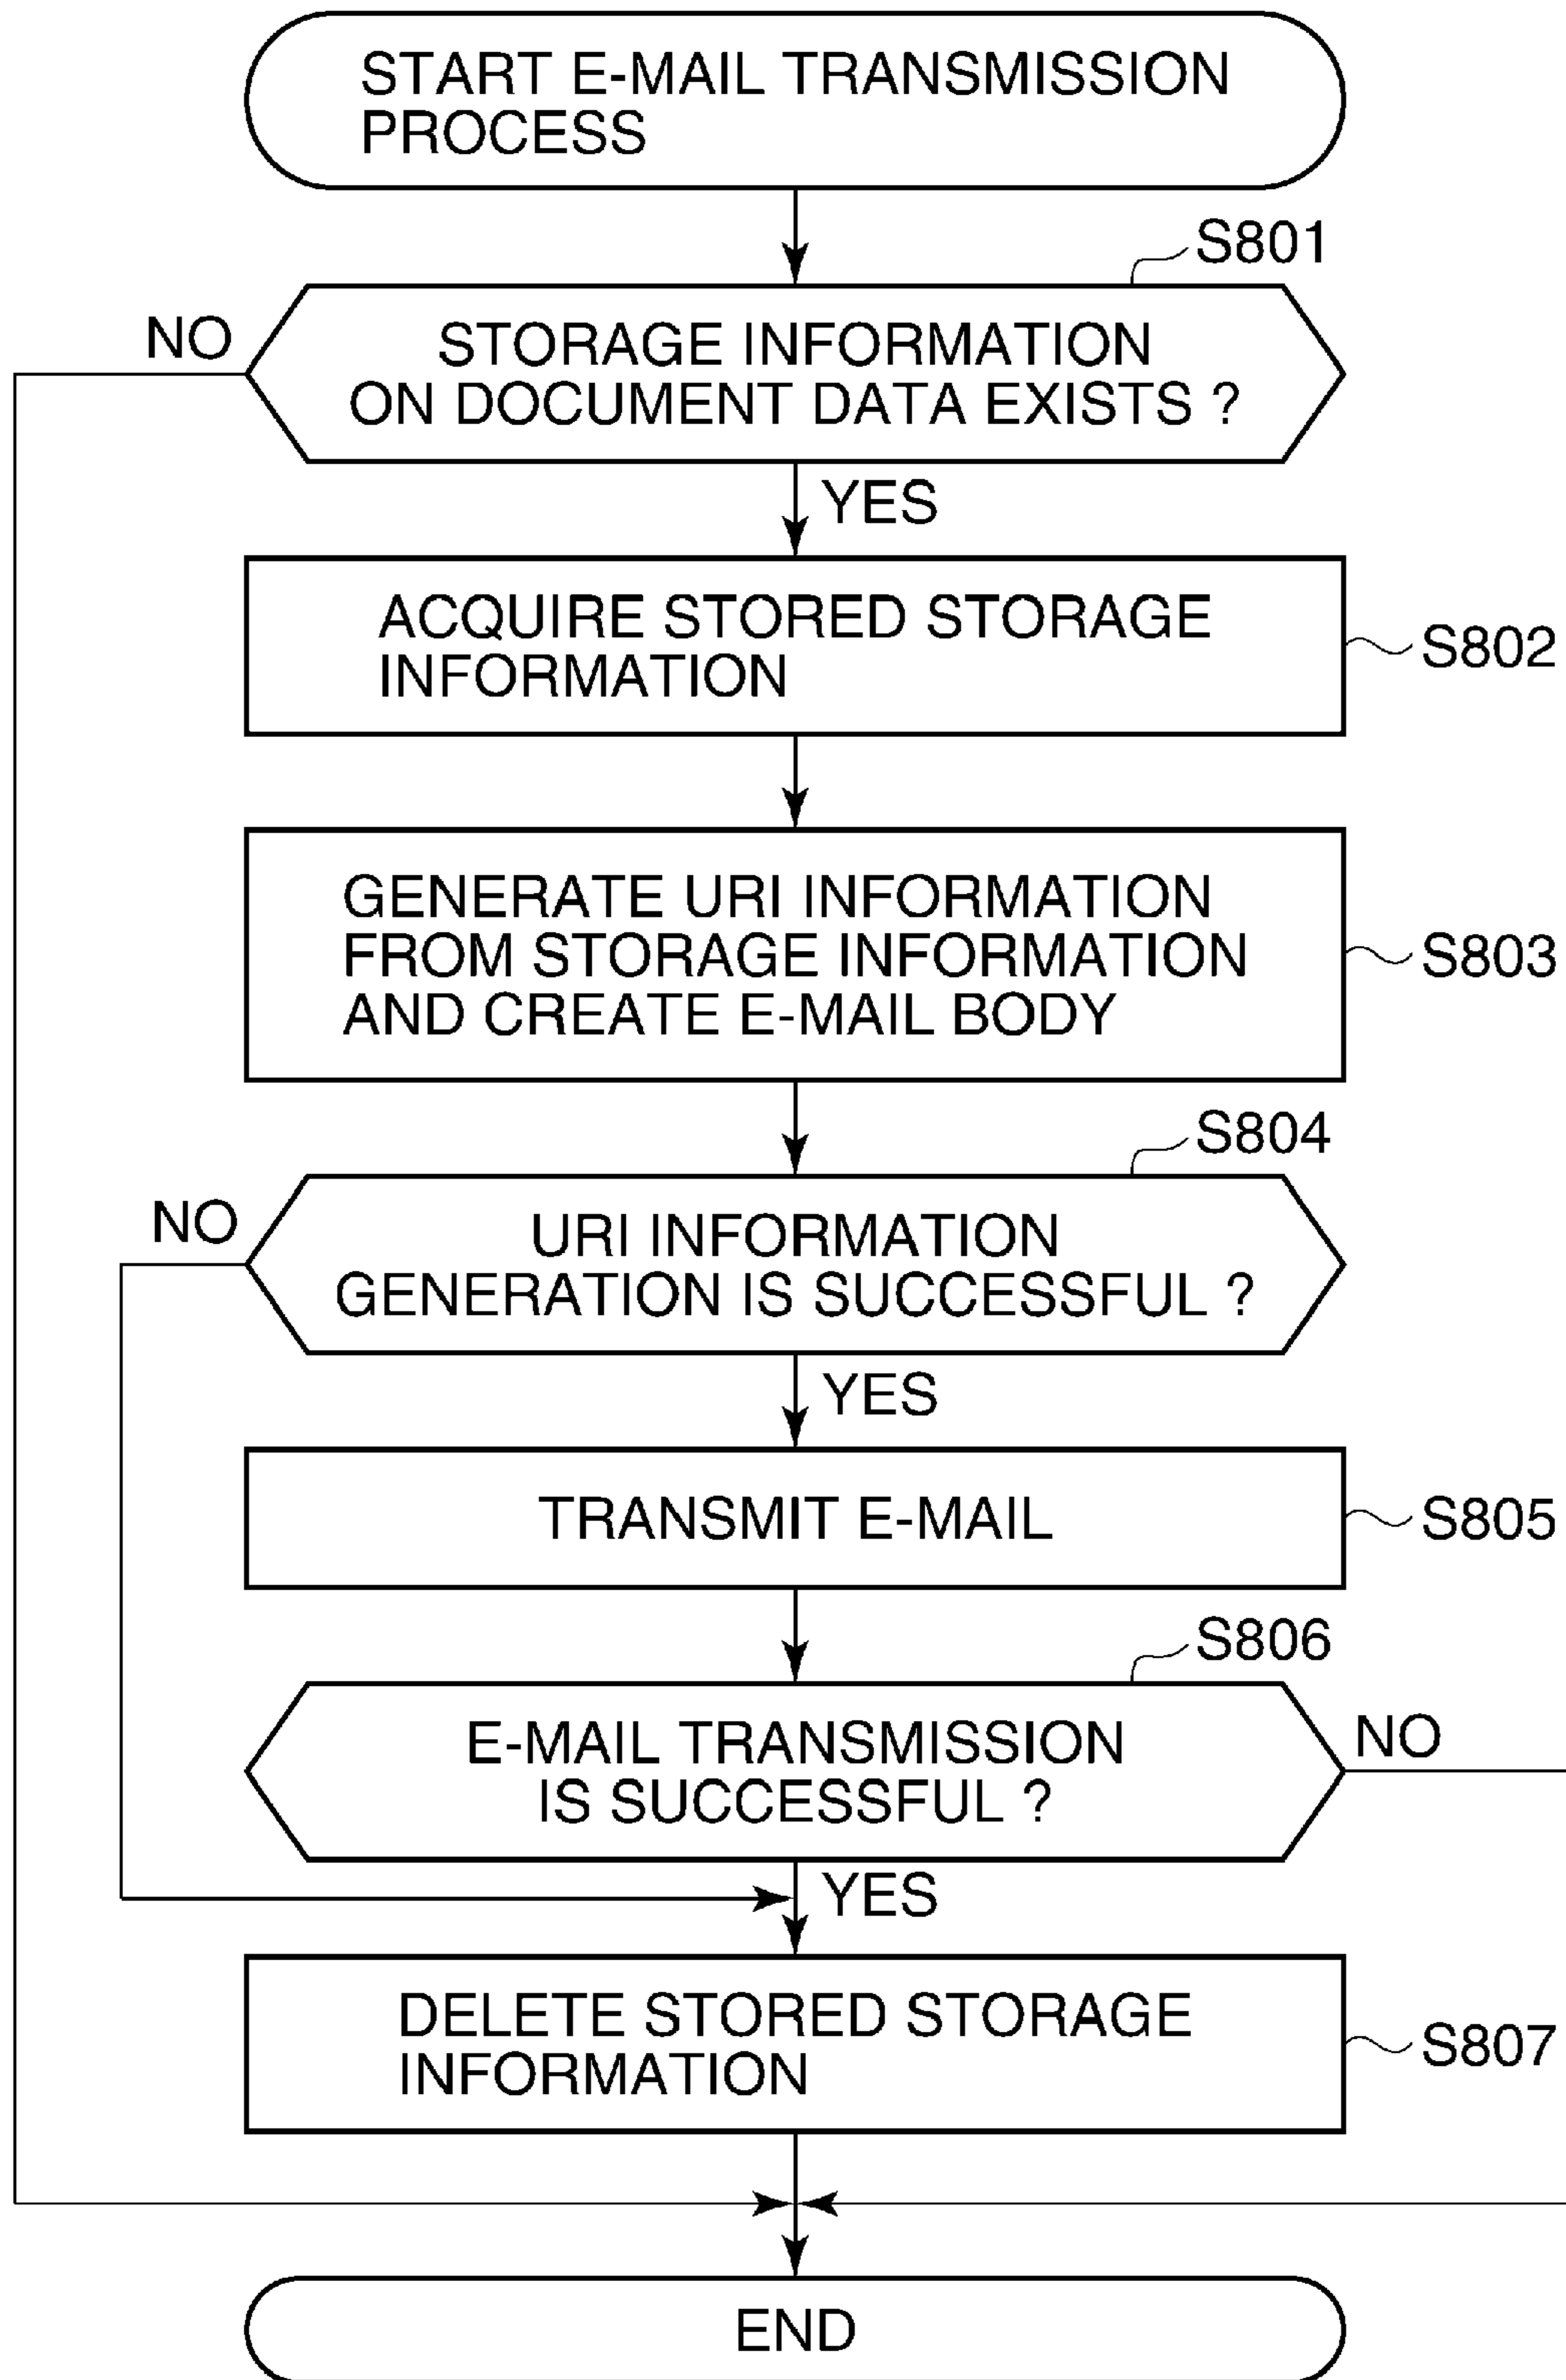 START E-MAIL TRANSMISSION
PROCESS
S801
NO
STORAGE INFORMATION
ON DOCUMENT DATA EXISTS ?
YES
ACQUIRE STORED STORAGE
INFORMATION
S802
GENERATE URI INFORMATION
FROM STORAGE INFORMATION
AND CREATE E-MAIL BODY
S803
S804
NO
URI INFORMATION
GENERATION IS SUCCESSFUL ?
YES
TRANSMIT E-MAIL
S805
S806
E-MAIL TRANSMISSION
IS SUCCESSFUL ?
NO
YES
DELETE STORED STORAGE
INFORMATION
S807
END